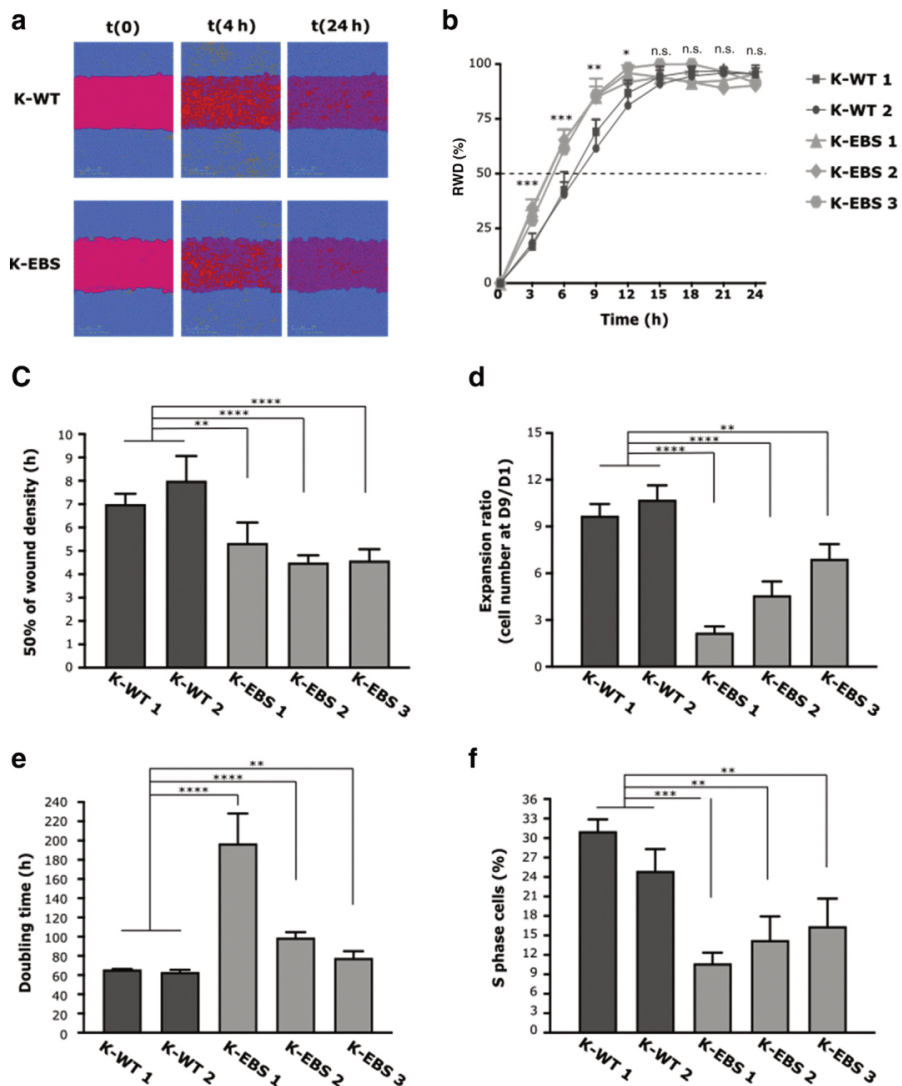 a
t(0) t(4 h) t(24 h)
K-WT
K-EBS
b
RWD (%)
100
75
50
25
0
*** *** ** * n.s. n.s. n.s. n.s.
0 3 6 9 12 15 18 21 24
Time (h)
K-WT 1
K-WT 2
K-EBS 1
K-EBS 2
K-EBS 3
C
50% of wound density (h)
10
9
8
7
6
5
4
3
2
1
0
****
****
**
K-WT 1 K-WT 2 K-EBS 1 K-EBS 2 K-EBS 3
d
Expansion ratio
(cell number at D9/D1)
15
12
9
6
3
0
**
****
****
K-WT 1 K-WT 2 K-EBS 1 K-EBS 2 K-EBS 3
e
Doubling time (h)
240
220
200
180
160
140
120
100
80
60
40
20
0
**
****
****
K-WT 1 K-WT 2 K-EBS 1 K-EBS 2 K-EBS 3
f
S phase cells (%)
36
33
30
27
24
21
18
15
12
9
6
3
0
**
**
***
K-WT 1 K-WT 2 K-EBS 1 K-EBS 2 K-EBS 3